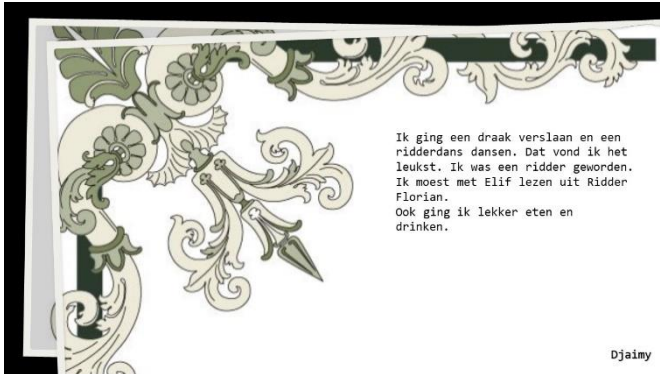 Ik ging een draak verslaan en een
ridderdans dansen. Dat vond ik het
leukst. Ik was een ridder geworden.
Ik moest met Elif lezen uit Ridder
Florian.
Ook ging ik lekker eten en
drinken.
Djaimy